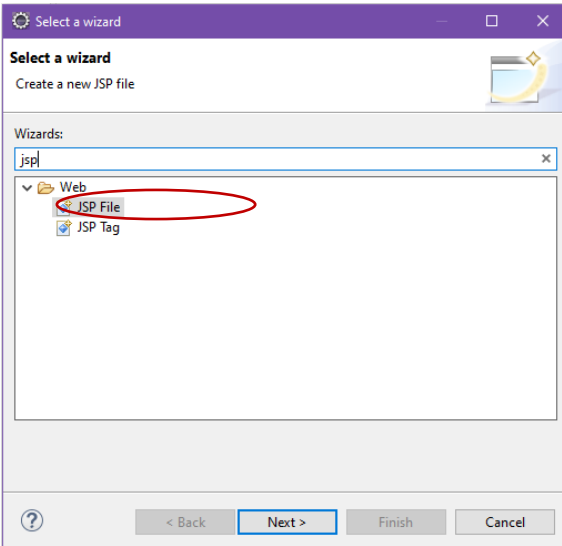 Select a wizard
Select a wizard
Create a new JSP file
Wizards:
jsp
Web
JSP File
JSP Tag
? < Back Next > Finish Cancel